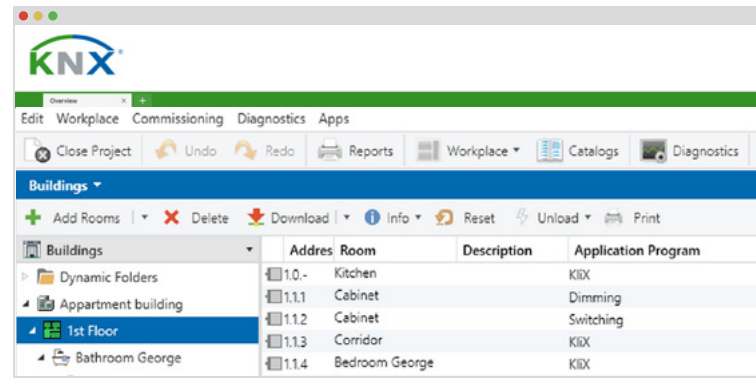 KNX
Overview × +
Edit Workplace Commissioning Diagnostics Apps
Close Project Undo Redo Reports Workplace Catalogs Diagnostics
Buildings
Add Rooms Delete Download Info Reset Unload Print
Buildings Addres Room Description Application Program
Dynamic Folders 1.0.- Kitchen KliX
Appartment building 1.1.1 Cabinet Dimming
1.1.2 Cabinet Switching
1st Floor 1.1.3 Corridor KliX
Bathroom George 1.1.4 Bedroom George KliX